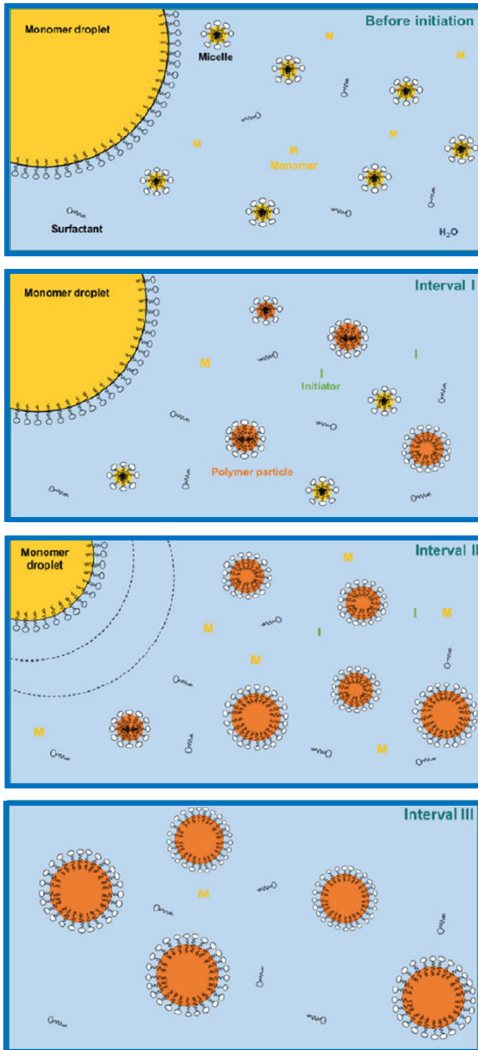 Before initiation
Monomer droplet
Micelle
M
M
M
M
M
Monomer
Surfactant
H₂O
Interval I
Monomer droplet
M
I
I
Initiator
Polymer particle
Interval II
Monomer
droplet
M
M
I
M
I
M
M
M
Interval III
M